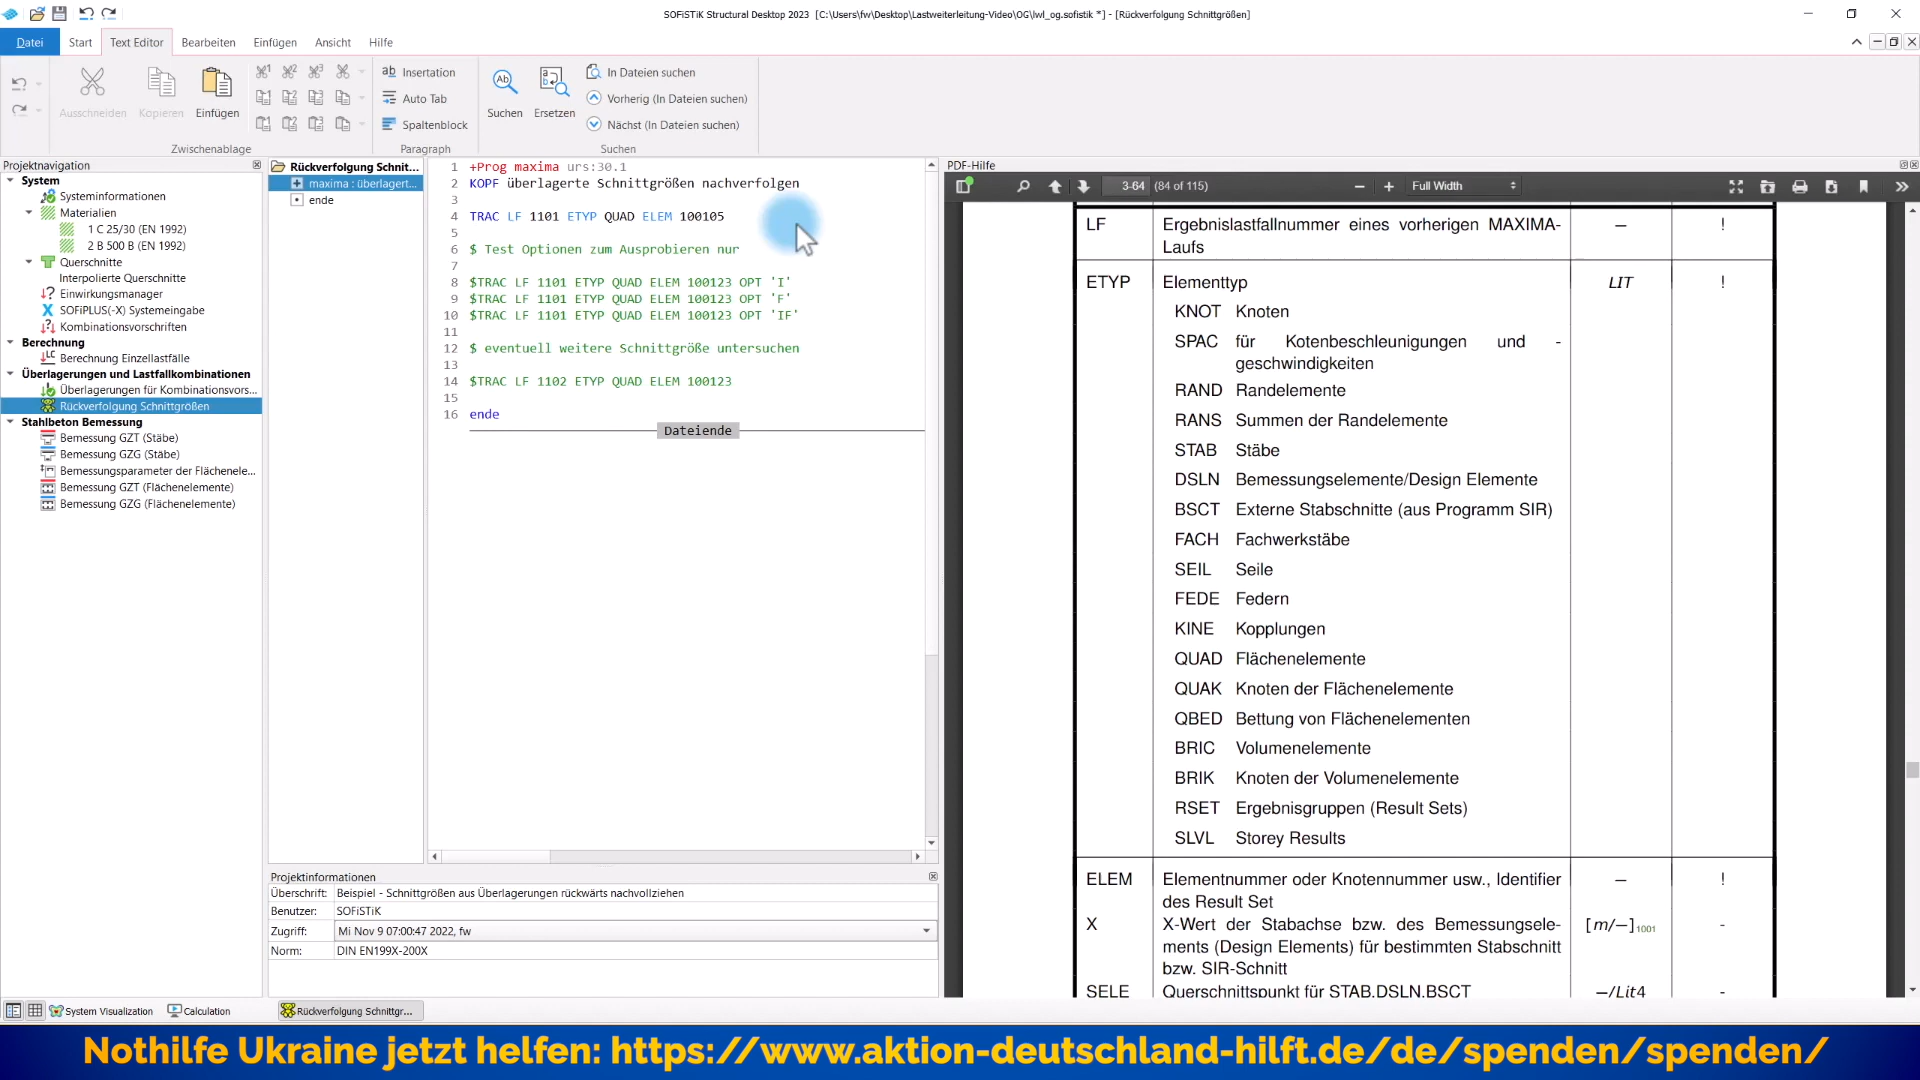 SOFiSTiK Structural Desktop 2023 [C:\Users\fw\Desktop\Lastweiterleitung-Video\OG\lwl_og.sofistik *] - [Rückverfolgung Schnittgrößen]
Datei Start Text Editor Bearbeiten Einfügen Ansicht Hilfe
Ausschneiden Kopieren Einfügen
Zwischenablage
ab Insertation
Auto Tab
Spaltenblock
Paragraph
Suchen Ersetzen
In Dateien suchen
Vorherig (In Dateien suchen)
Nächst (In Dateien suchen)
Suchen
Projektnavigation
System
Systeminformationen
Materialien
1 C 25/30 (EN 1992)
2 B 500 B (EN 1992)
Querschnitte
Interpolierte Querschnitte
Einwirkungsmanager
SOFiPLUS(-X) Systemeingabe
Kombinationsvorschriften
Berechnung
Berechnung Einzellastfälle
Überlagerungen und Lastfallkombinationen
Überlagerungen für Kombinationsvors...
Rückverfolgung Schnittgrößen
Stahlbeton Bemessung
Bemessung GZT (Stäbe)
Bemessung GZG (Stäbe)
Bemessungsparameter der Flächenele...
Bemessung GZT (Flächenelemente)
Bemessung GZG (Flächenelemente)
Rückverfolgung Schnit...
maxima : überlagert...
ende
1 +Prog maxima urs:30.1
2 KOPF überlagerte Schnittgrößen nachverfolgen
3
4 TRAC LF 1101 ETYP QUAD ELEM 100105
5
6 $ Test Optionen zum Ausprobieren nur
7
8 $TRAC LF 1101 ETYP QUAD ELEM 100123 OPT 'I'
9 $TRAC LF 1101 ETYP QUAD ELEM 100123 OPT 'F'
10 $TRAC LF 1101 ETYP QUAD ELEM 100123 OPT 'IF'
11
12 $ eventuell weitere Schnittgröße untersuchen
13
14 $TRAC LF 1102 ETYP QUAD ELEM 100123
15
16 ende
Dateiende
Projektinformationen
Überschrift: Beispiel - Schnittgrößen aus Überlagerungen rückwärts nachvollziehen
Benutzer: SOFiSTiK
Zugriff: Mi Nov 9 07:00:47 2022, fw
Norm: DIN EN199X-200X
PDF-Hilfe
3-64 (84 of 115) Full Width
LF Ergebnislastfallnummer eines vorherigen MAXIMA- — !
Laufs
ETYP Elementtyp LIT !
KNOT Knoten
SPAC für Kotenbeschleunigungen und -
geschwindigkeiten
RAND Randelemente
RANS Summen der Randelemente
STAB Stäbe
DSLN Bemessungselemente/Design Elemente
BSCT Externe Stabschnitte (aus Programm SIR)
FACH Fachwerkstäbe
SEIL Seile
FEDE Federn
KINE Kopplungen
QUAD Flächenelemente
QUAK Knoten der Flächenelemente
QBED Bettung von Flächenelementen
BRIC Volumenelemente
BRIK Knoten der Volumenelemente
RSET Ergebnisgruppen (Result Sets)
SLVL Storey Results
ELEM Elementnummer oder Knotennummer usw., Identifier — !
des Result Set
X X-Wert der Stabachse bzw. des Bemessungsele- [m/—]1001 -
ments (Design Elements) für bestimmten Stabschnitt
bzw. SIR-Schnitt
SELE Querschnittspunkt für STAB,DSLN,BSCT —/Lit4 -
System Visualization Calculation Rückverfolgung Schnittgr...
Nothilfe Ukraine jetzt helfen: https://www.aktion-deutschland-hilft.de/de/spenden/spenden/